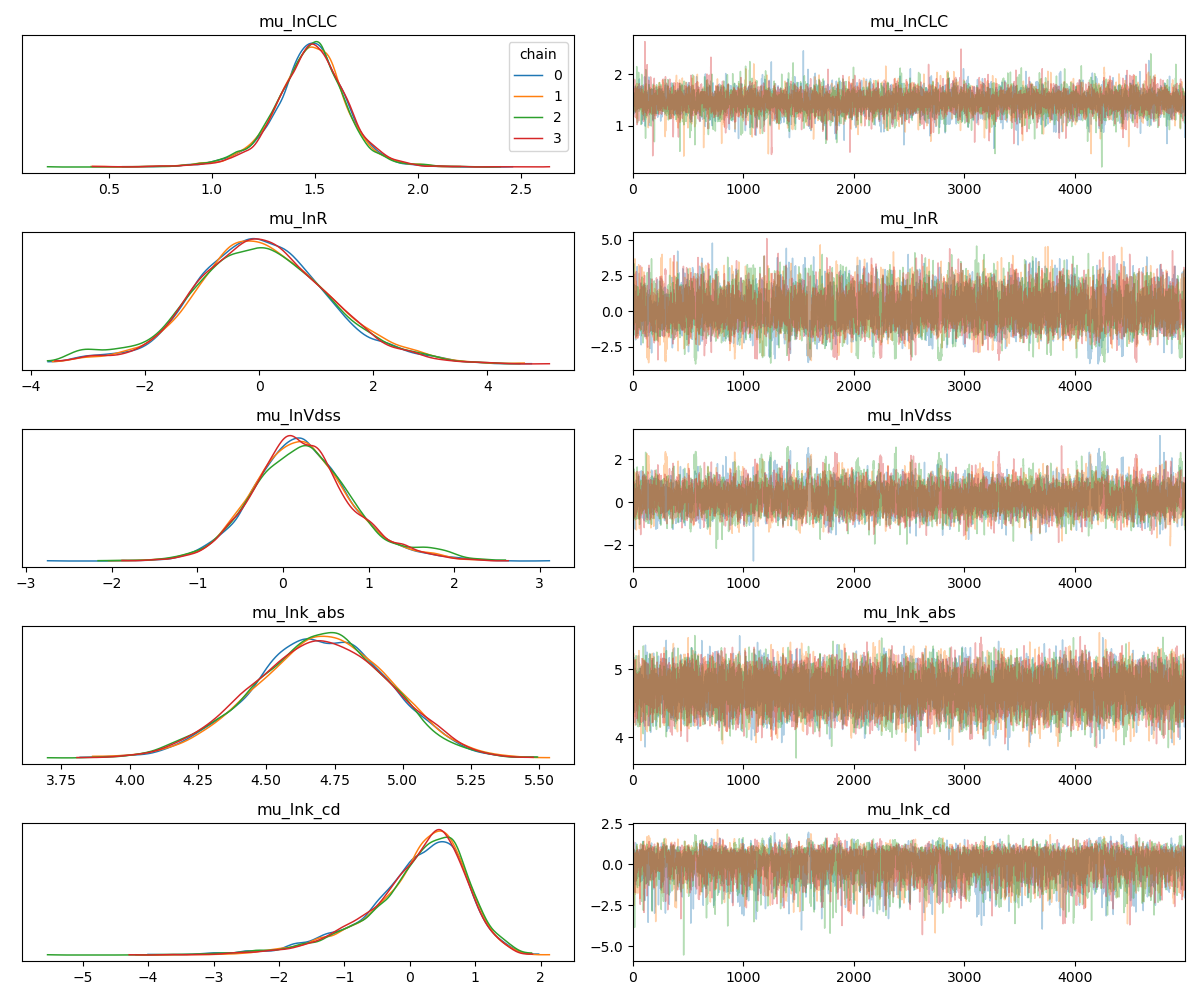 mu_lnCLC
mu_lnCLC
chain
0
1
2
3
2
1
0.5 1.0 1.5 2.0 2.5
0 1000 2000 3000 4000
mu_lnR
mu_lnR
5.0
2.5
0.0
−2.5
−4 −2 0 2 4
0 1000 2000 3000 4000
mu_lnVdss
mu_lnVdss
2
0
−2
−3 −2 −1 0 1 2 3
0 1000 2000 3000 4000
mu_lnk_abs
mu_lnk_abs
5
4
3.75 4.00 4.25 4.50 4.75 5.00 5.25 5.50
0 1000 2000 3000 4000
mu_lnk_cd
mu_lnk_cd
2.5
0.0
−2.5
−5.0
−5 −4 −3 −2 −1 0 1 2
0 1000 2000 3000 4000